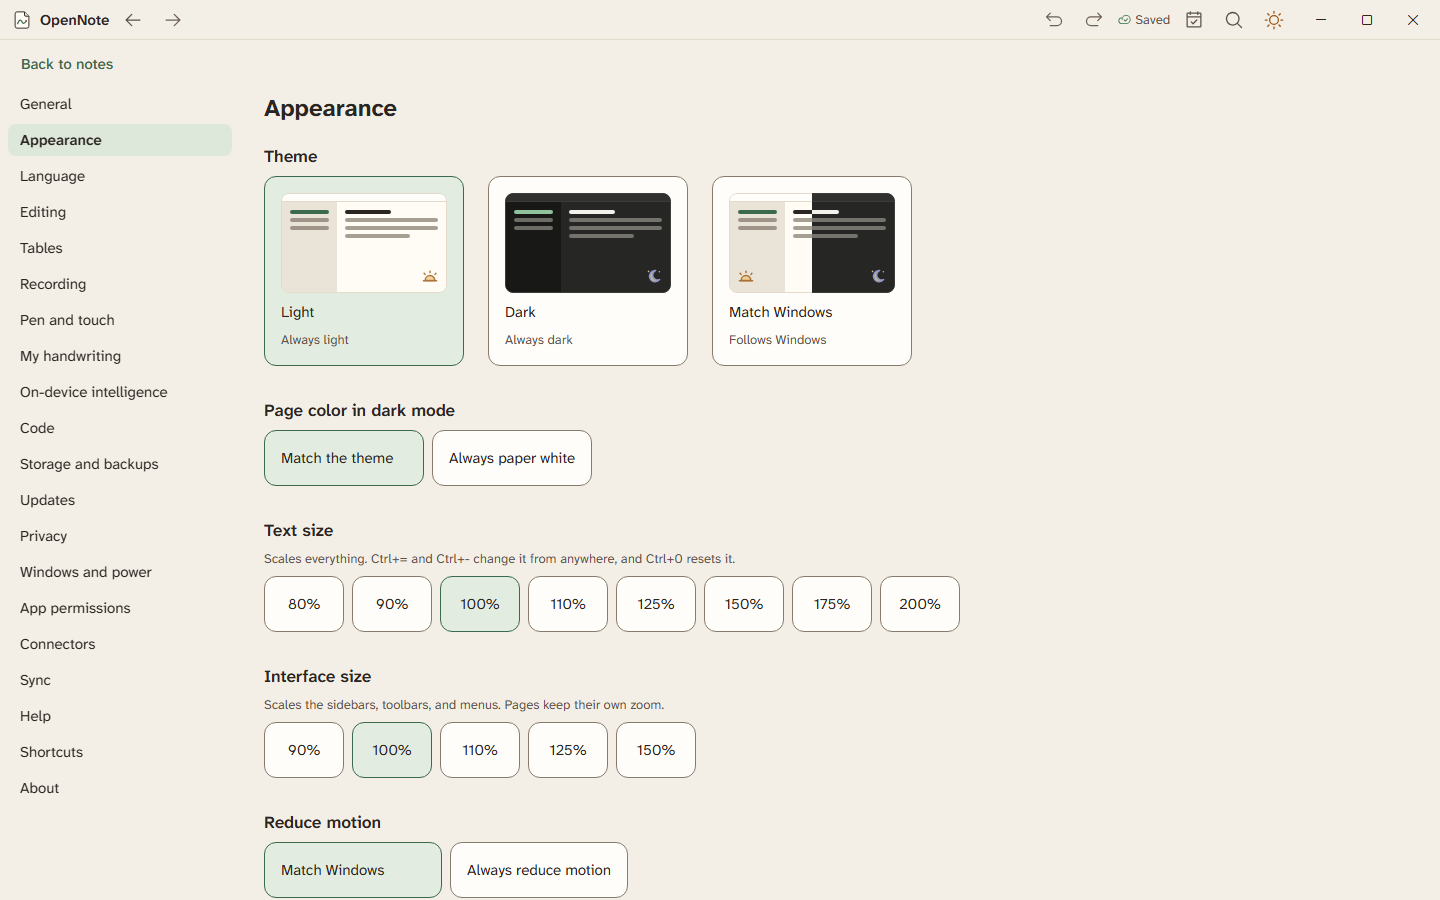 OpenNote
Saved
Back to notes
General
Appearance
Language
Editing
Tables
Recording
Pen and touch
My handwriting
On-device intelligence
Code
Storage and backups
Updates
Privacy
Windows and power
App permissions
Connectors
Sync
Help
Shortcuts
About
Appearance
Theme
Light
Always light
Dark
Always dark
Match Windows
Follows Windows
Page color in dark mode
Match the theme
Always paper white
Text size
Scales everything. Ctrl+= and Ctrl+- change it from anywhere, and Ctrl+0 resets it.
80%
90%
100%
110%
125%
150%
175%
200%
Interface size
Scales the sidebars, toolbars, and menus. Pages keep their own zoom.
90%
100%
110%
125%
150%
Reduce motion
Match Windows
Always reduce motion